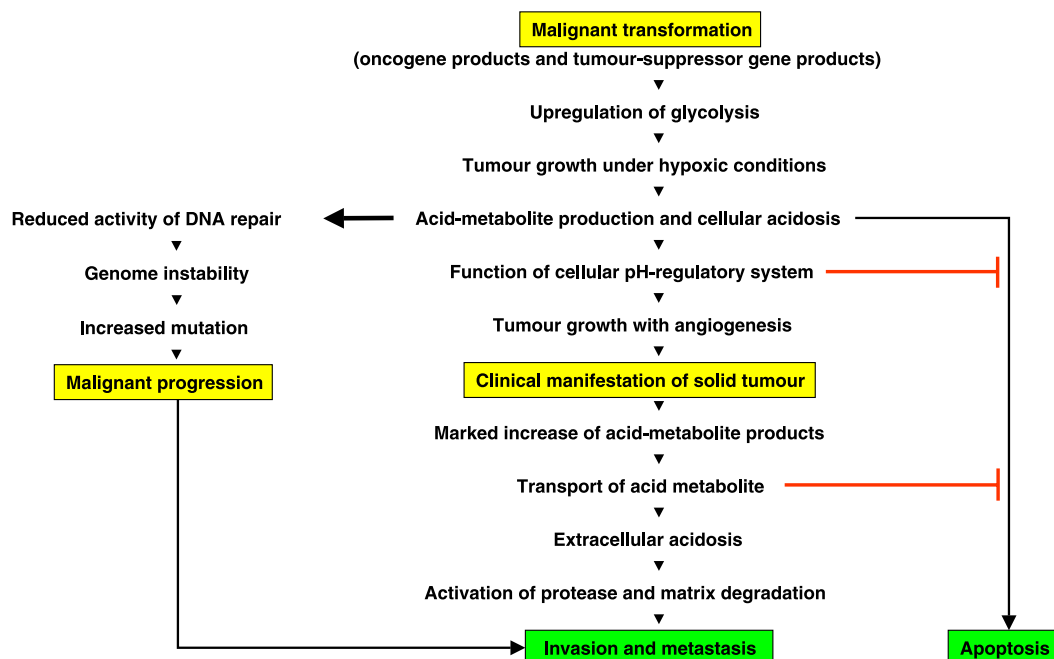 Malignant transformation
(oncogene products and tumour-suppressor gene products)
Upregulation of glycolysis
Tumour growth under hypoxic conditions
Reduced activity of DNA repair
Acid-metabolite production and cellular acidosis
Genome instability
Function of cellular pH-regulatory system
Increased mutation
Tumour growth with angiogenesis
Malignant progression
Clinical manifestation of solid tumour
Marked increase of acid-metabolite products
Transport of acid metabolite
Extracellular acidosis
Activation of protease and matrix degradation
Invasion and metastasis
Apoptosis